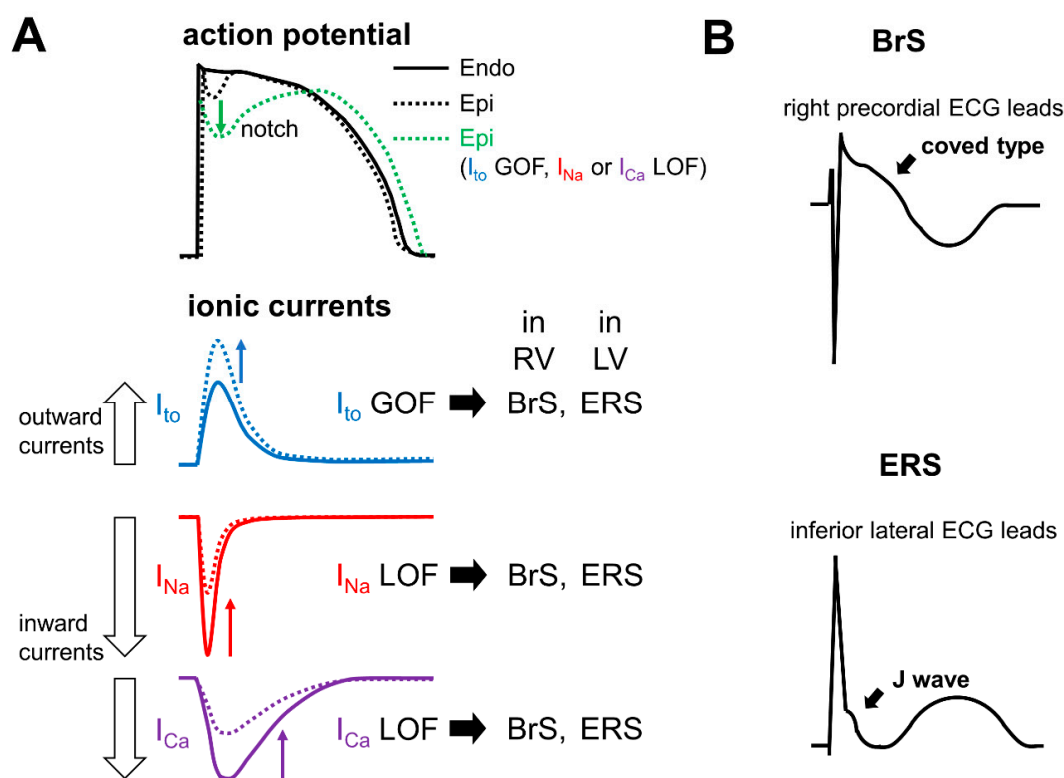 A
action potential
Endo
Epi
Epi
(Ito GOF, INa or ICa LOF)
notch
ionic currents
in
RV
in
LV
outward
currents
Ito
Ito GOF
BrS, ERS
INa
INa LOF
BrS, ERS
inward
currents
ICa
ICa LOF
BrS, ERS
B
BrS
right precordial ECG leads
coved type
ERS
inferior lateral ECG leads
J wave